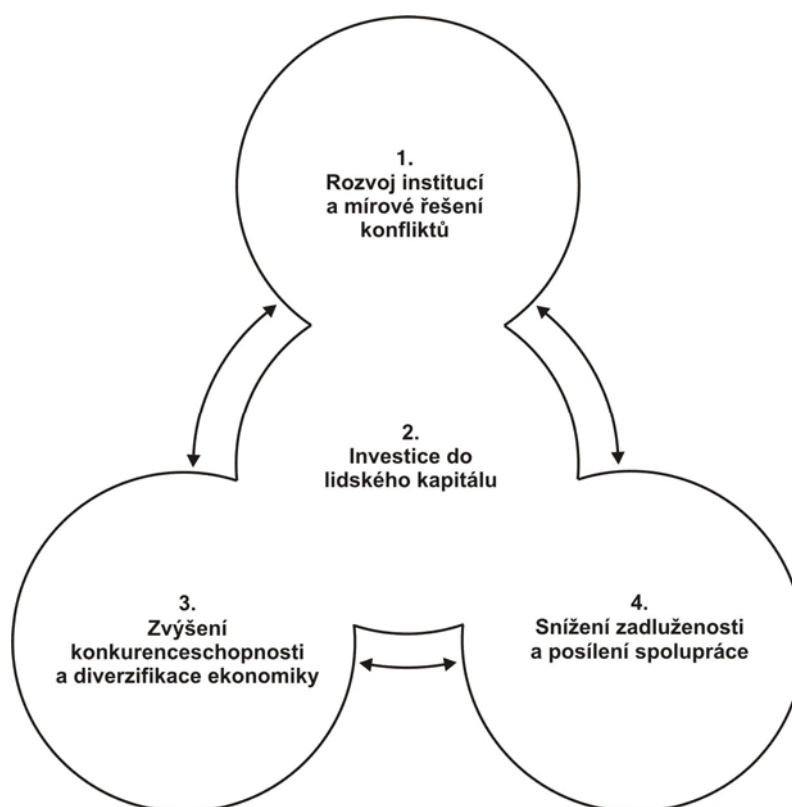 1.
Rozvoj institucí
a mírové řešení
konfliktů
2.
Investice do
lidského kapitálu
3.
Zvýšení
konkurenceschopnosti
a diverzifikace ekonomiky
4.
Snížení zadluženosti
a posílení spolupráce